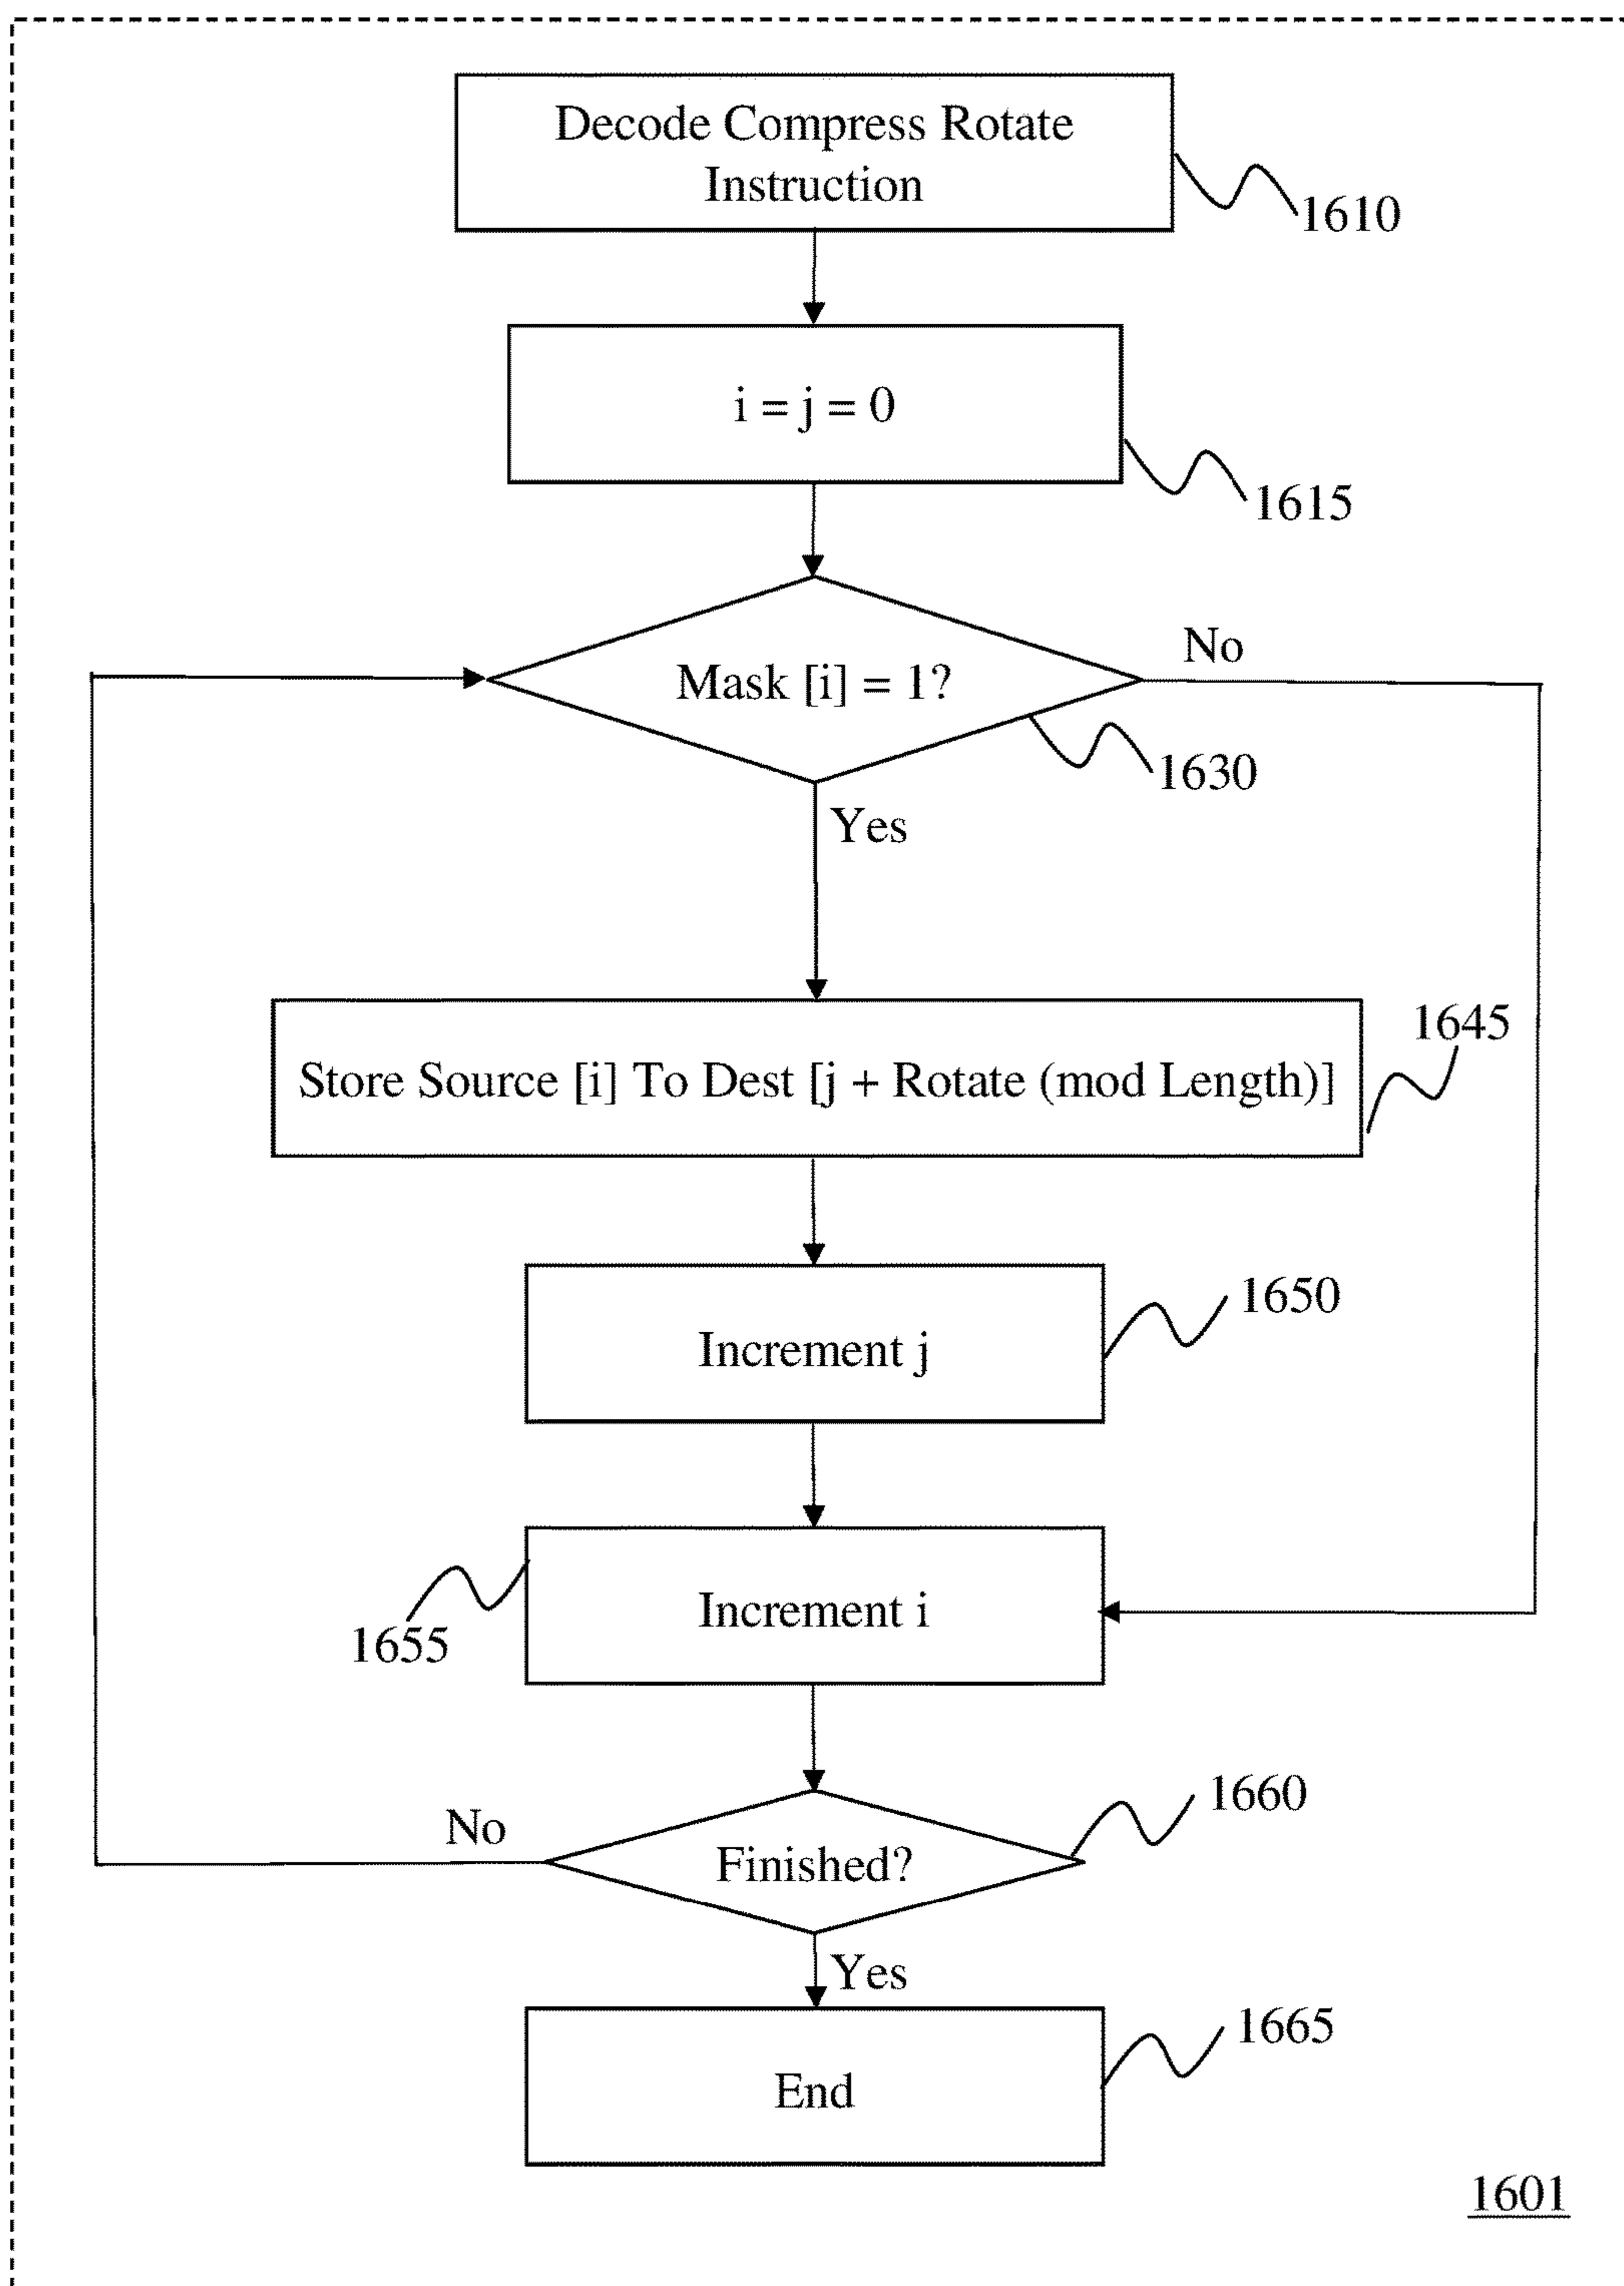 Decode Compress Rotate
Instruction
1610
i = j = 0
1615
No
Mask [i] = 1?
1630
Yes
1645
Store Source [i] To Dest [j + Rotate (mod Length)]
1650
Increment j
Increment i
1655
1660
No
Finished?
Yes
1665
End
1601